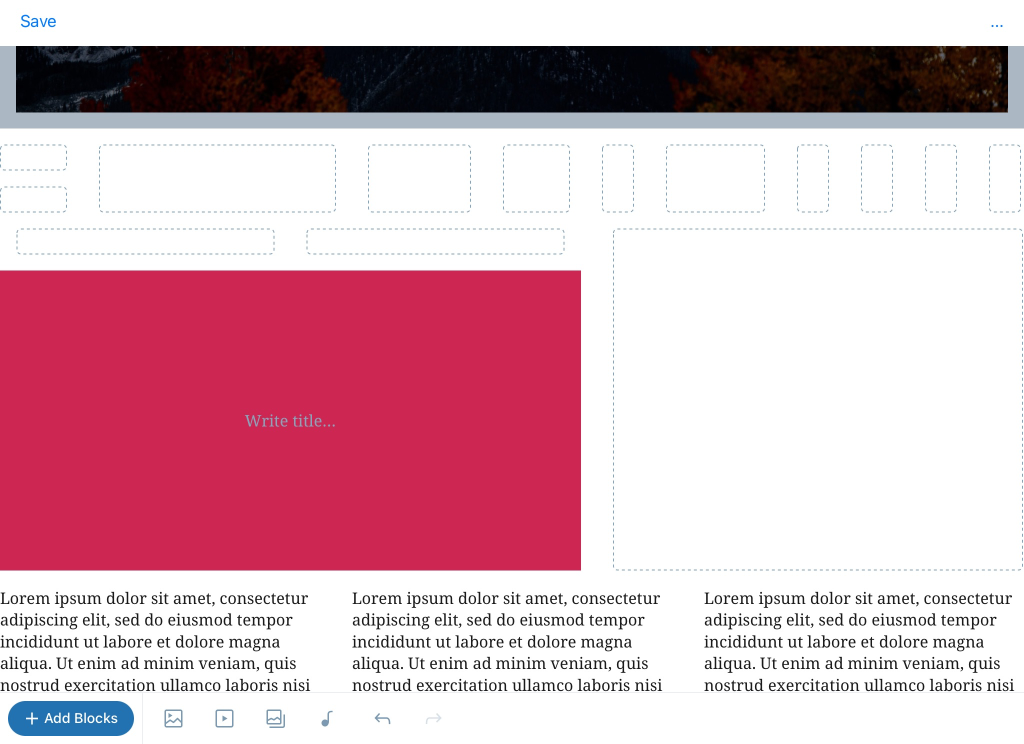 Save
...
Write title...
Lorem ipsum dolor sit amet, consectetur
adipiscing elit, sed do eiusmod tempor
incididunt ut labore et dolore magna
aliqua. Ut enim ad minim veniam, quis
nostrud exercitation ullamco laboris nisi
Lorem ipsum dolor sit amet, consectetur
adipiscing elit, sed do eiusmod tempor
incididunt ut labore et dolore magna
aliqua. Ut enim ad minim veniam, quis
nostrud exercitation ullamco laboris nisi
Lorem ipsum dolor sit amet, consectetur
adipiscing elit, sed do eiusmod tempor
incididunt ut labore et dolore magna
aliqua. Ut enim ad minim veniam, quis
nostrud exercitation ullamco laboris nisi
Add Blocks